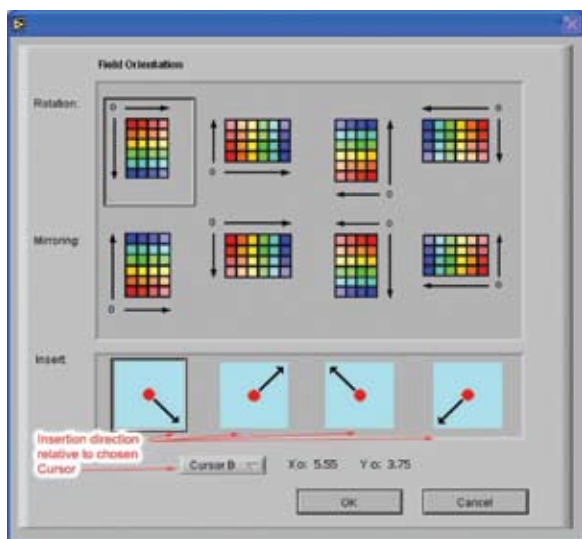 Field Orientation
Rotation:
0
0
0
0
Mirroring:
0
0
0
0
Insert:
Insertion direction
relative to chosen
Cursor
Cursor B
X o: 5.55 Y o: 3.75
OK
Cancel